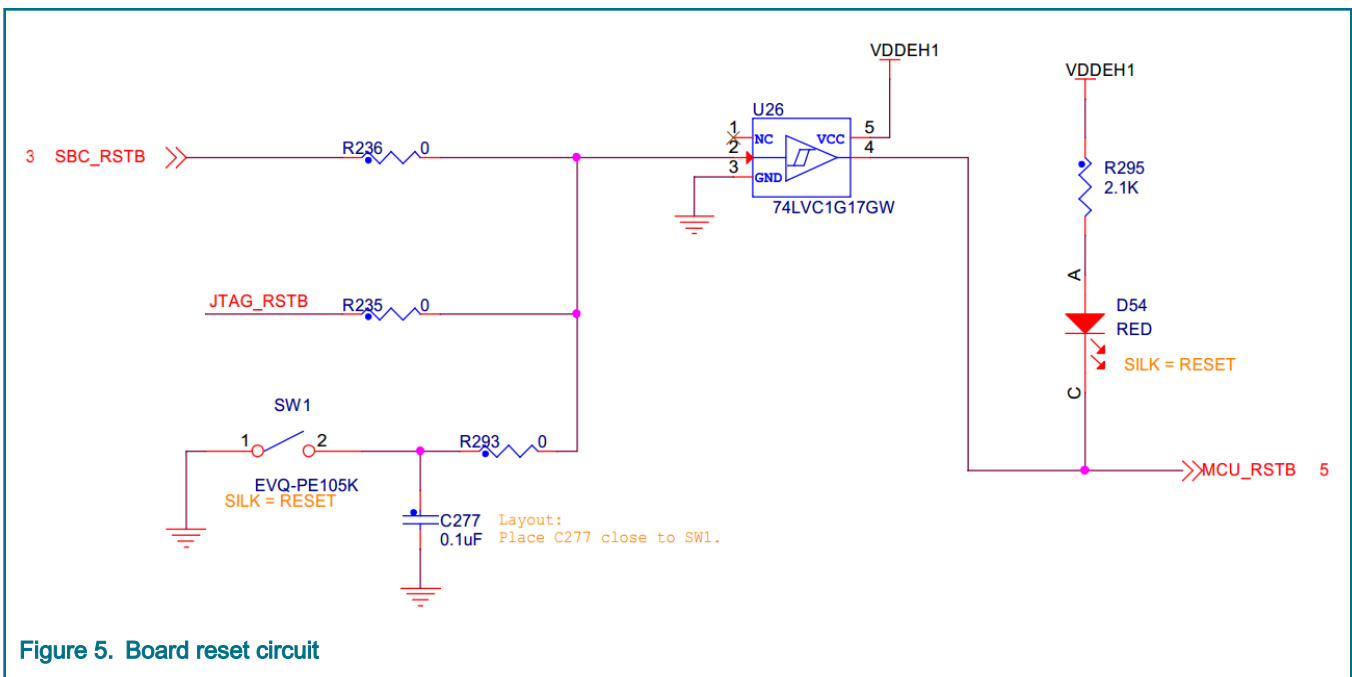 VDDEH1
VDDEH1
U26
1
NC
VCC
5
3 SBC_RSTB
R236
0
2
4
3
GND
74LVC1G17GW
R295
2.1K
JTAG_RSTB
R235
0
A
D54
RED
SILK = RESET
C
SW1
1
2
R293
0
EVQ-PE105K
SILK = RESET
MCU_RSTB 5
C277
0.1uF
Layout:
Place C277 close to SW1.
Figure 5. Board reset circuit